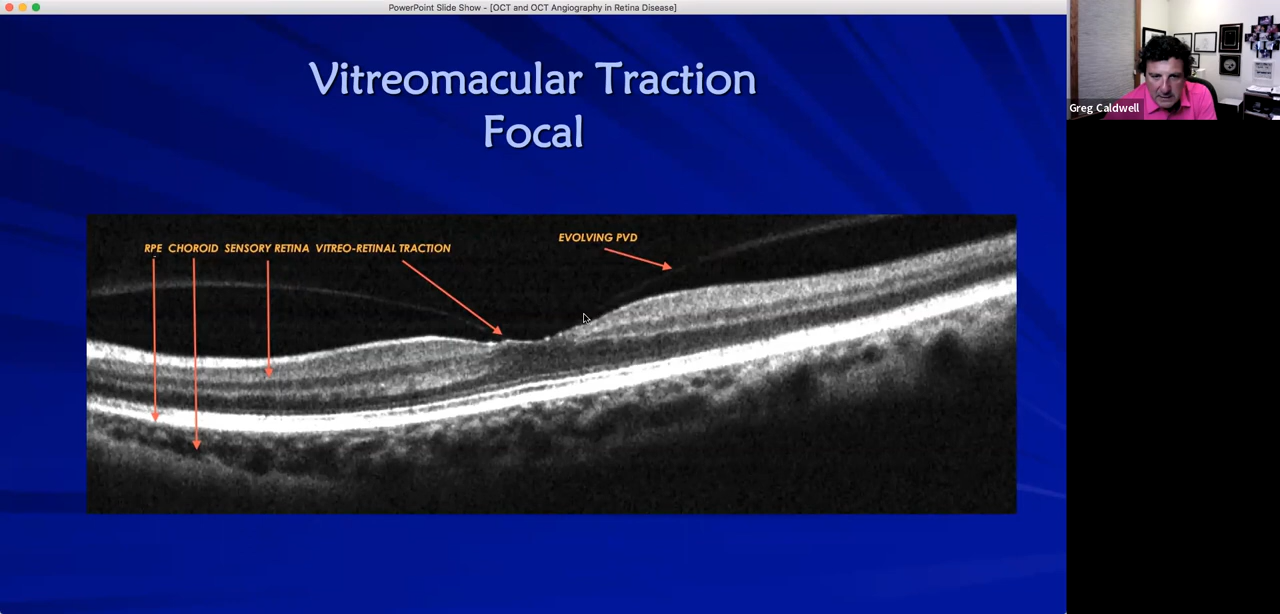 PowerPoint Slide Show - [OCT and OCT Angiography in Retina Disease]
Vitreomacular Traction
Focal
RPE CHOROID SENSORY RETINA VITREO-RETINAL TRACTION
EVOLVING PVD
Greg Caldwell